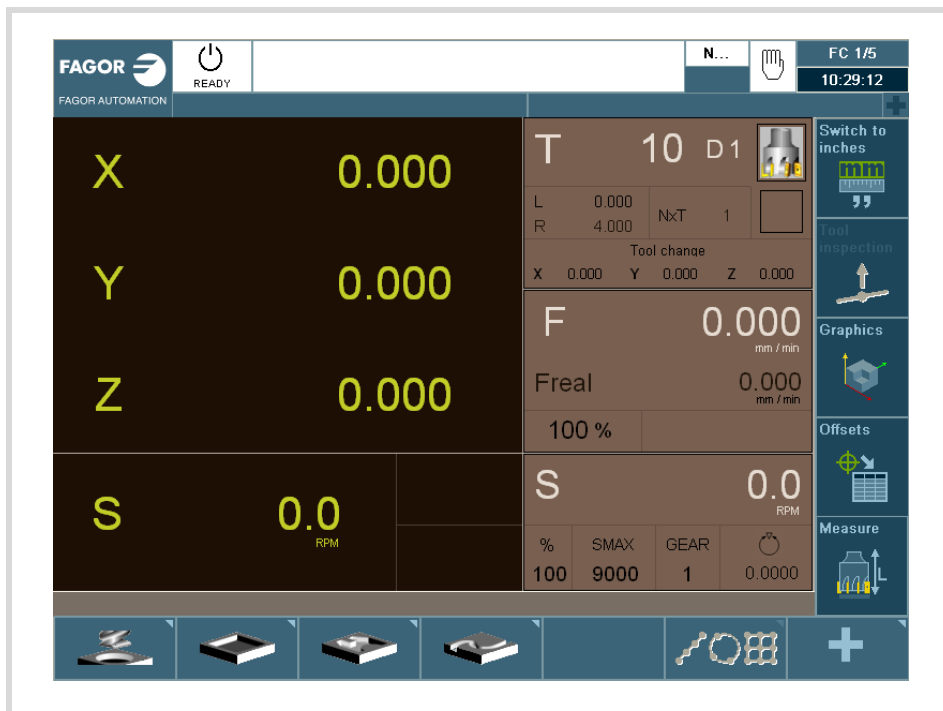 FAGOR
READY
N...
FC 1/5
10:29:12
FAGOR AUTOMATION
X 0.000
Y 0.000
Z 0.000
S 0.0
RPM
T 10 D 1
L 0.000
R 4.000
NxT 1
Tool change
X 0.000 Y 0.000 Z 0.000
F 0.000
mm / min
Freal 0.000
mm / min
100 %
S 0.0
RPM
% SMAX GEAR
100 9000 1 0.0000
Switch to
inches
mm
Tool
inspection
Graphics
Offsets
Measure
L